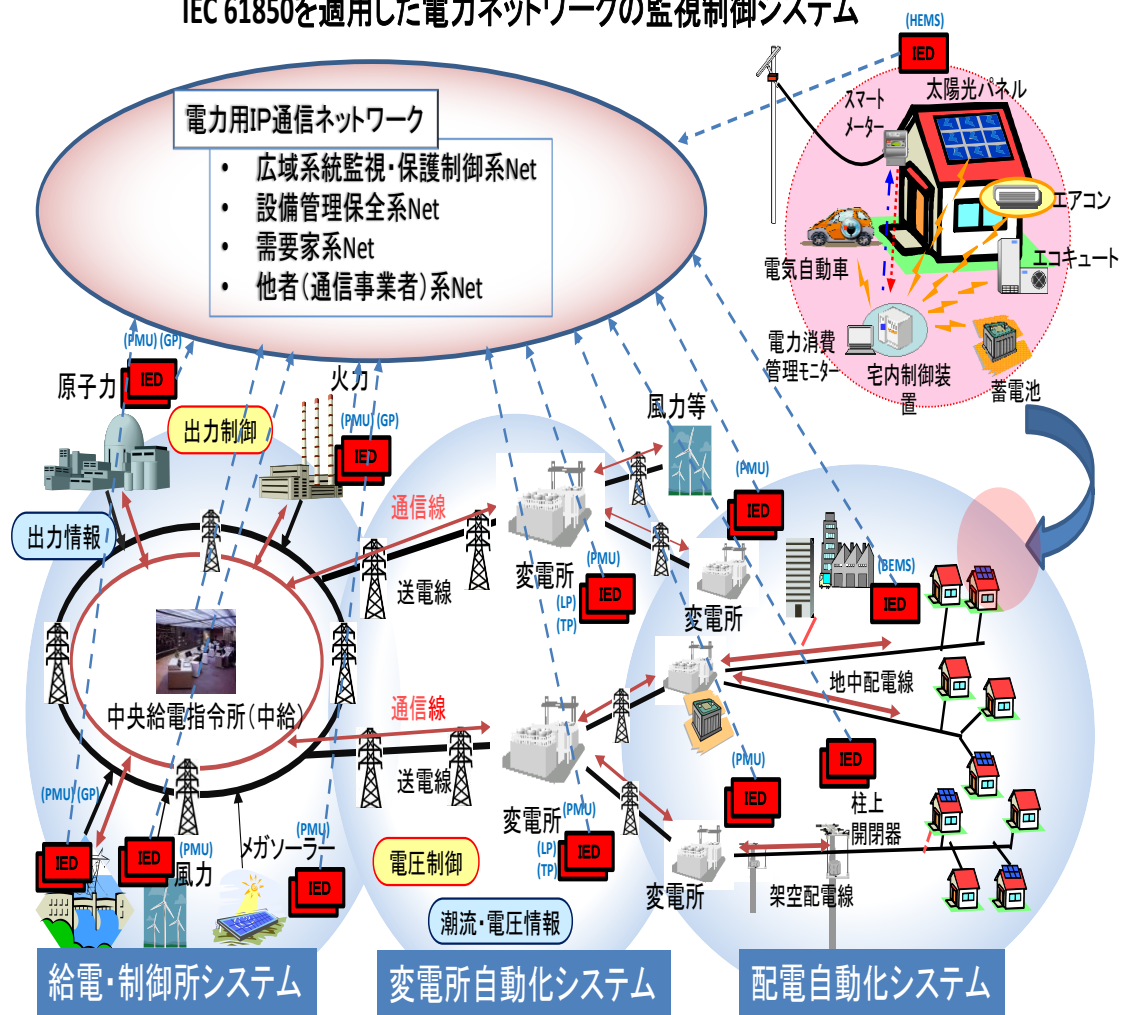 IEC 61850を適用した電力ネットワークの監視制御システム
(HEMS)
IED
太陽光パネル
スマート
メーター
エアコン
電気自動車
エコキュート
電力消費
管理モニター
宅内制御装
置
蓄電池
電力用IP通信ネットワーク
• 広域系統監視・保護制御系Net
• 設備管理保全系Net
• 需要家系Net
• 他者(通信事業者)系Net
(PMU) (GP)
IED
原子力
火力
出力制御
(PMU) (GP)
IED
風力等
出力情報
通信線
送電線
変電所
(PMU)
IED
(LP)
(TP)
(PMU)
IED
変電所
(BEMS)
IED
中央給電指令所(中給)
通信線
送電線
地中配電線
(PMU) (GP)
IED
IED
(PMU)
風力
メガソーラー
(PMU)
IED
変電所
(PMU)
(LP)
(TP)
IED
電圧制御
潮流・電圧情報
(PMU)
IED
IED
柱上
開閉器
変電所
架空配電線
給電・制御所システム
変電所自動化システム
配電自動化システム